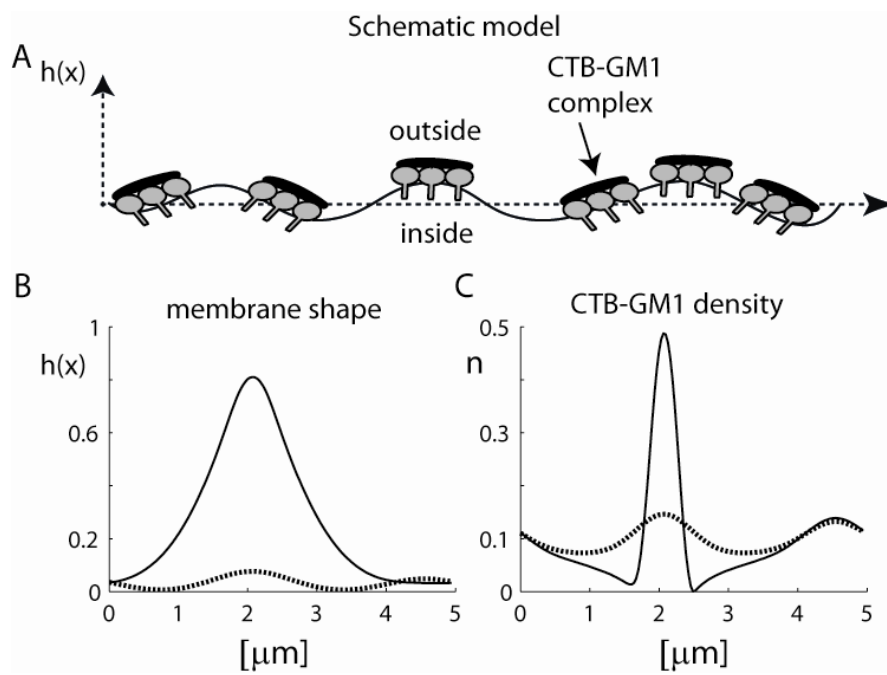 Schematic model
A
h(x)
CTB-GM1
complex
outside
inside
B
membrane shape
h(x)
1
0.6
0.2
0
0 1 2 3 4 5
[μm]
C
CTB-GM1 density
n
0.5
0.3
0.1
0
0 1 2 3 4 5
[μm]